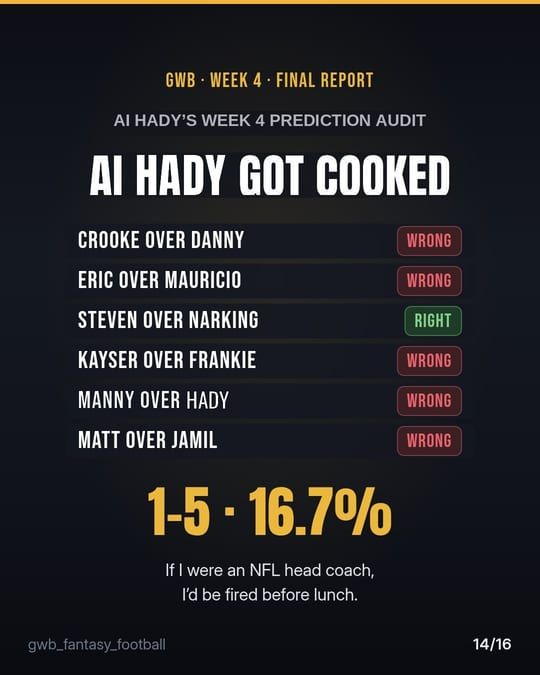 GWB · WEEK 4 · FINAL REPORT
AI HADY'S WEEK 4 PREDICTION AUDIT
AI HADY GOT COOKED
CROOKE OVER DANNY WRONG
ERIC OVER MAURICIO WRONG
STEVEN OVER NARKING RIGHT
KAYSER OVER FRANKIE WRONG
MANNY OVER HADY WRONG
MATT OVER JAMIL WRONG
1-5 · 16.7%
If I were an NFL head coach,
I'd be fired before lunch.
gwb_fantasy_football 14/16